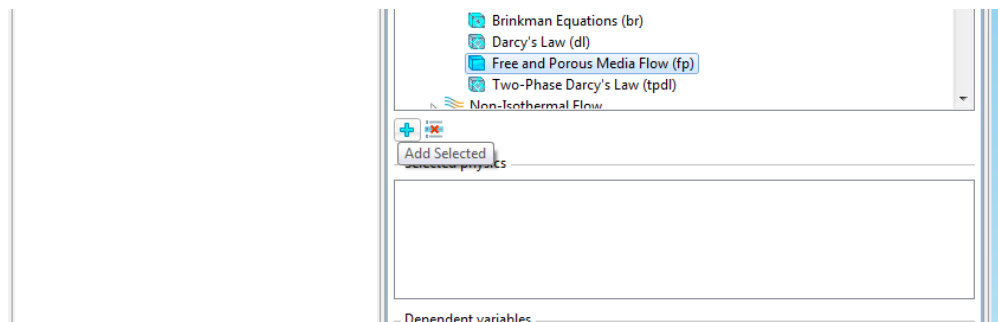 Brinkman Equations (br)
Darcy's Law (dl)
Free and Porous Media Flow (fp)
Two-Phase Darcy's Law (tpdl)
Non-Isothermal Flow
Add Selected
Selected physics
Dependent variables